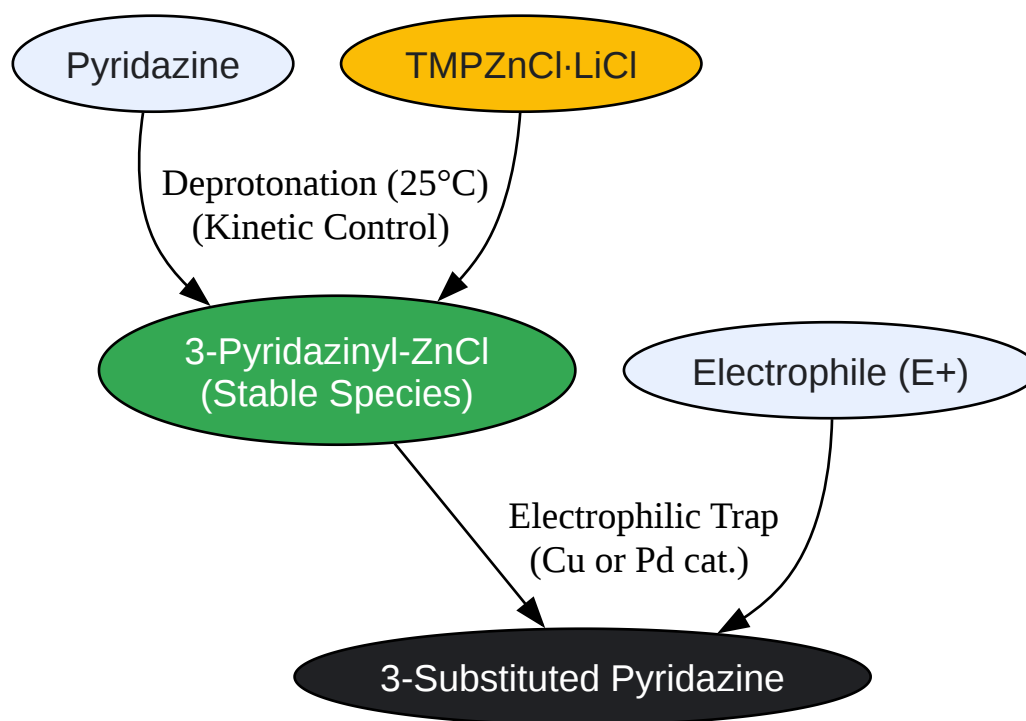 Pyridazine
TMPZnCl·LiCl
Deprotonation (25°C)
(Kinetic Control)
3-Pyridazinyl-ZnCl
(Stable Species)
Electrophile (E+)
Electrophilic Trap
(Cu or Pd cat.)
3-Substituted Pyridazine